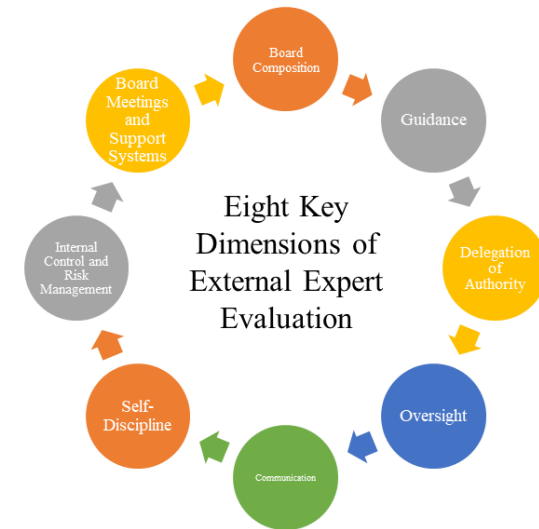 Board
Composition
Guidance
Delegation
of
Authority
Oversight
Communication
Self-
Discipline
Internal
Control and
Risk
Management
Board
Meetings
and
Support
Systems
Eight Key
Dimensions of
External Expert
Evaluation